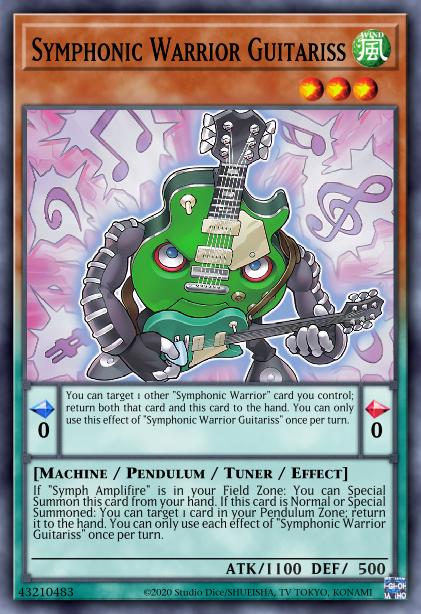 SYMPHONIC WARRIOR GUITARISS
WIND
風
You can target 1 other "Symphonic Warrior" card you control;
return both that card and this card to the hand. You can only
use this effect of "Symphonic Warrior Guitariss" once per turn.
0
0
[MACHINE / PENDULUM / TUNER / EFFECT]
If "Symph Amplifire" is in your Field Zone: You can Special
Summon this card from your hand. If this card is Normal or Special
Summoned: You can target 1 card in your Pendulum Zone; return
it to the hand. You can only use each effect of "Symphonic Warrior
Guitariss" once per turn.
ATK/1100 DEF/ 500
43210483
©2020 Studio Dice/SHUEISHA, TV TOKYO, KONAMI